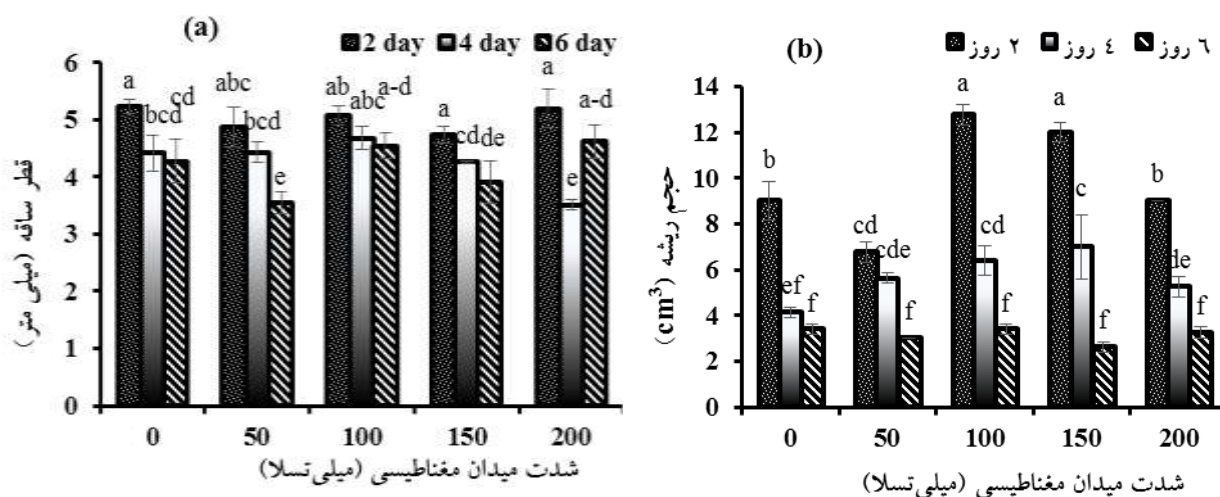 (a)
2 day 4 day 6 day
قطر ساقه (میلی متر)
6
5
4
3
2
1
0
a bcd cd
abc bcd e
ab abc a-d
a cd de
a e a-d
0 50 100 150 200
شدت میدان مغناطیسی (میلی‌تسلا)
(b)
۲ روز ٤ روز ٦ روز
حجم ریشه (cm³)
14
12
10
8
6
4
2
0
b ef f
cd cde f
a cd f
a c f
b de f
0 50 100 150 200
شدت میدان مغناطیسی (میلی‌تسلا)